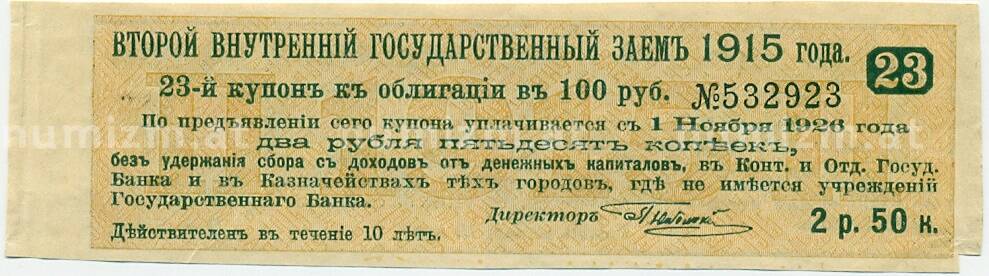 ВТОРОЙ ВНУТРЕННІЙ ГОСУДАРСТВЕННЫЙ ЗАЕМЪ 1915 года.
23
23-й купонъ къ облигаціи въ 100 руб. №532923
По предъявленіи сего купона уплачивается съ 1 Ноября 1926 года
два рубля пятьдесятъ копѣекъ,
безъ удержанія сбора съ доходовъ отъ денежныхъ капиталовъ, въ Конт. и Отд. Госуд.
Банка и въ Казначействахъ тѣхъ городовъ, гдѣ не имѣется учрежденій
Государственнаго Банка.
Директоръ
2 р. 50 к.
Дѣйствителенъ въ теченіе 10 лѣтъ.
numizm.at